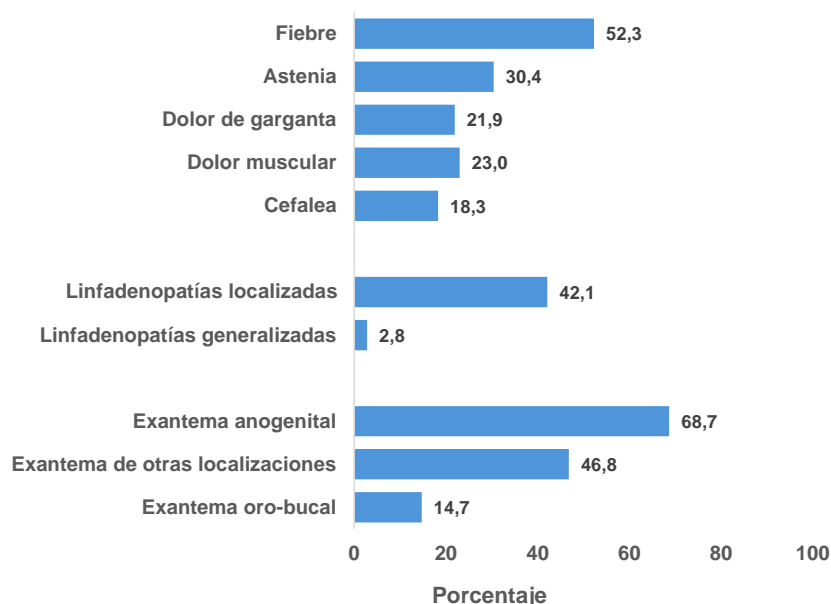 Fiebre 52,3
Astenia 30,4
Dolor de garganta 21,9
Dolor muscular 23,0
Cefalea 18,3
Linfadenopatías localizadas 42,1
Linfadenopatías generalizadas 2,8
Exantema anogenital 68,7
Exantema de otras localizaciones 46,8
Exantema oro-bucal 14,7
0 20 40 60 80 100
Porcentaje